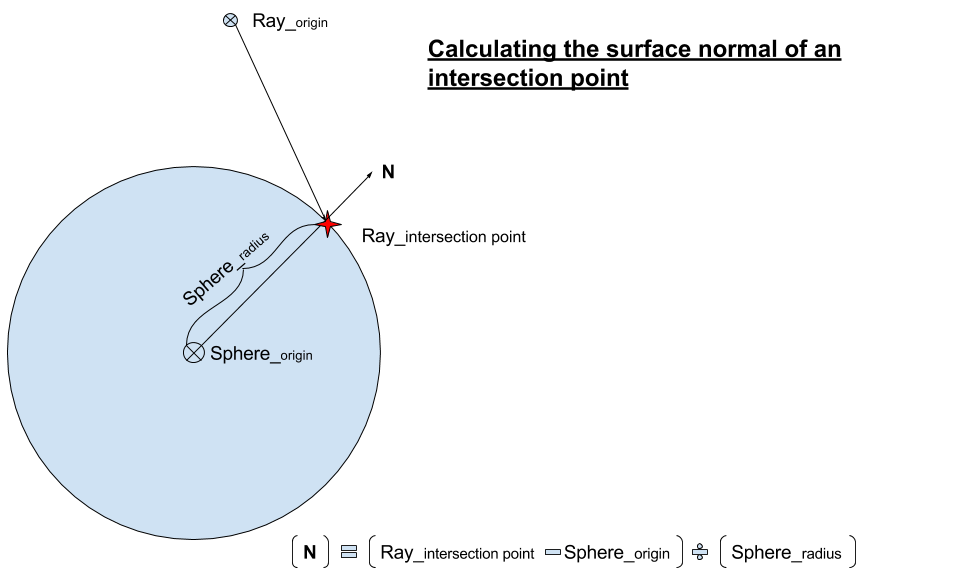 Ray_origin
Calculating the surface normal of an
intersection point
N
Ray_intersection point
Sphere_radius
Sphere_origin
[N] = [Ray_intersection point - Sphere_origin] ÷ [Sphere_radius]